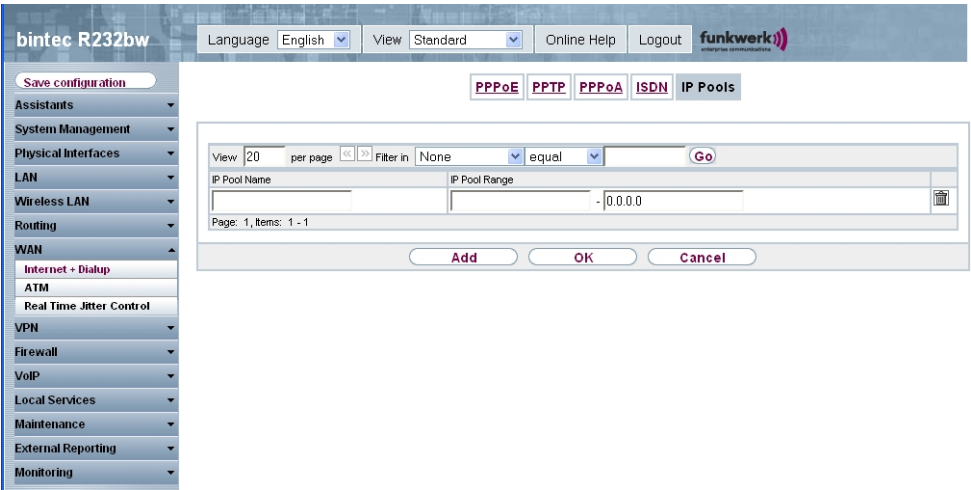 bintec R232bw
Language English View Standard Online Help Logout funkwerk
enterprise communications
Save configuration
Assistants
System Management
Physical Interfaces
LAN
Wireless LAN
Routing
WAN
Internet + Dialup
ATM
Real Time Jitter Control
VPN
Firewall
VoIP
Local Services
Maintenance
External Reporting
Monitoring
PPPoE PPTP PPPoA ISDN IP Pools
View 20 per page << >> Filter in None equal Go
IP Pool Name IP Pool Range
- 0.0.0.0
Page: 1, Items: 1 - 1
Add OK Cancel